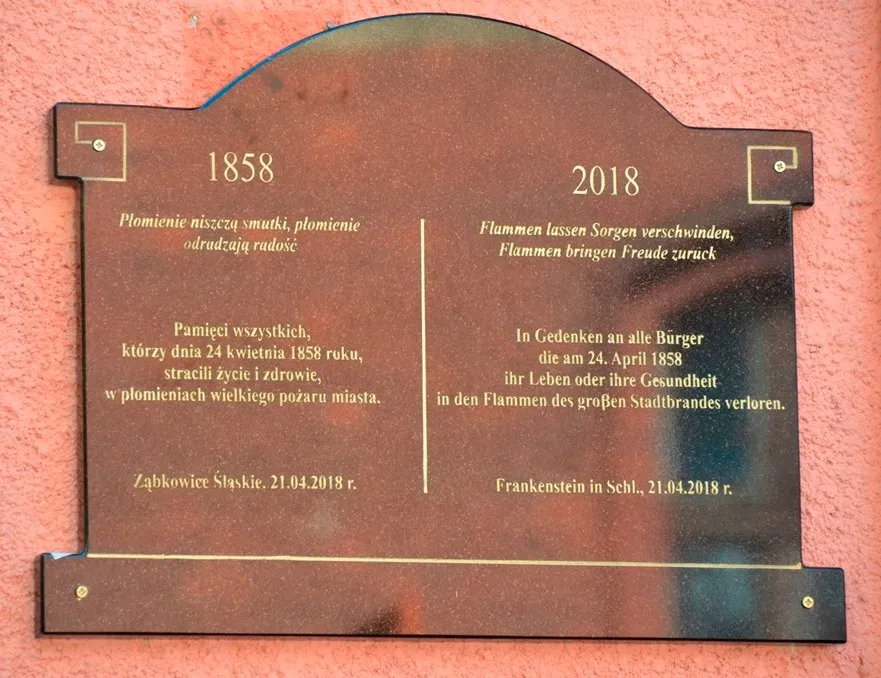 1858
Płomienie niszczą smutki, płomienie
odradzają radość
Pamięci wszystkich,
którzy dnia 24 kwietnia 1858 roku,
stracili życie i zdrowie,
w płomieniach wielkiego pożaru miasta.
Ząbkowice Śląskie, 21.04.2018 r.
2018
Flammen lassen Sorgen verschwinden,
Flammen bringen Freude zurück
In Gedenken an alle Bürger
die am 24. April 1858
ihr Leben oder ihre Gesundheit
in den Flammen des großen Stadtbrandes verloren.
Frankenstein in Schl., 21.04.2018 r.